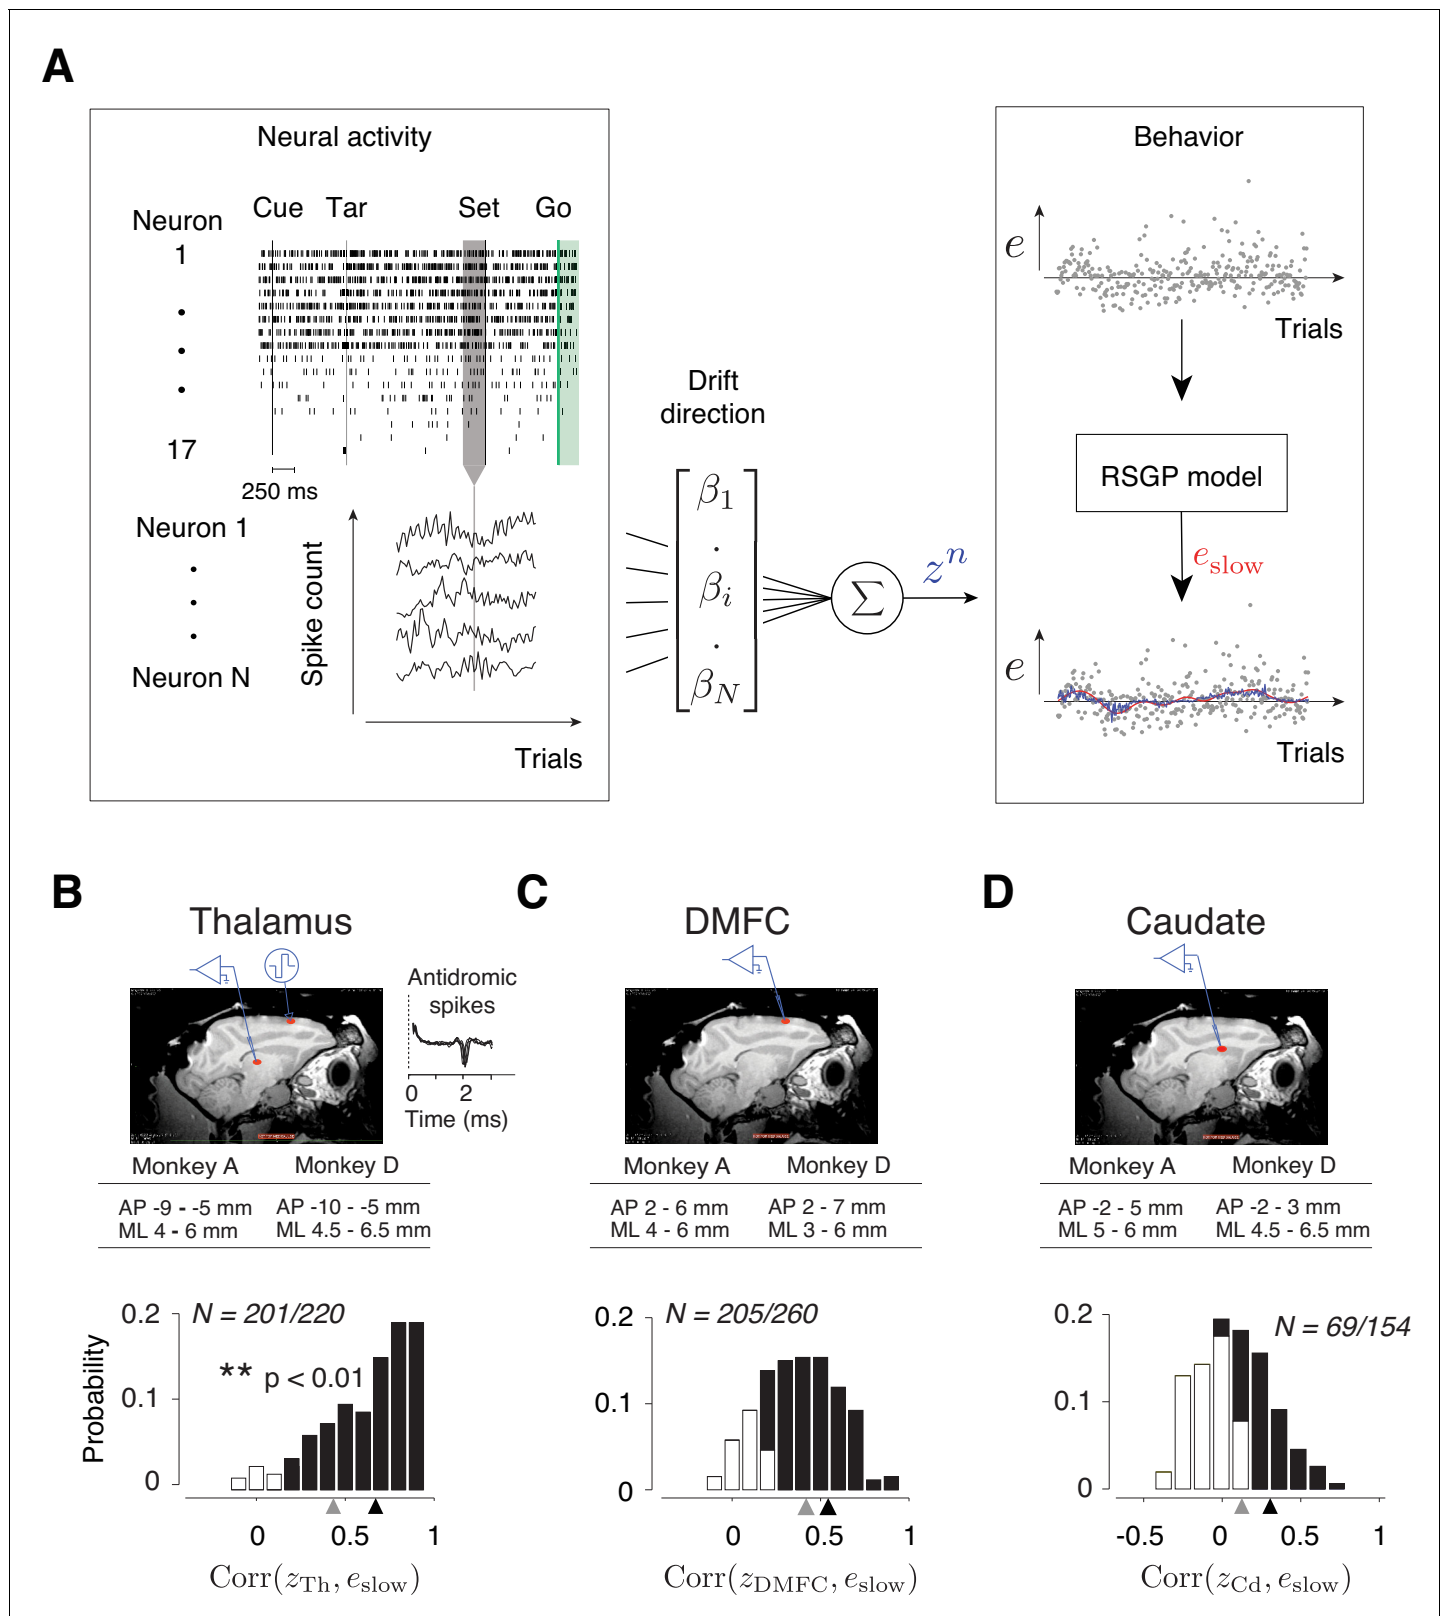 A
Neural activity
Neuron
Cue Tar Set Go
1
17
250 ms
Neuron 1
Neuron N
Spike count
Trials
Drift
direction
β1
βi
βN
Σ
z^n
Behavior
e
Trials
RSGP model
e_slow
e
Trials
B
Thalamus
Antidromic
spikes
0 2
Time (ms)
Monkey A Monkey D
AP -9 - -5 mm AP -10 - -5 mm
ML 4 - 6 mm ML 4.5 - 6.5 mm
N = 201/220
** p < 0.01
Probability
0.2
0.1
0
0 0.5 1
Corr(z_Th, e_slow)
C
DMFC
Monkey A Monkey D
AP 2 - 6 mm AP 2 - 7 mm
ML 4 - 6 mm ML 3 - 6 mm
N = 205/260
0.2
0.1
0
0 0.5 1
Corr(z_DMFC, e_slow)
D
Caudate
Monkey A Monkey D
AP -2 - 5 mm AP -2 - 3 mm
ML 5 - 6 mm ML 4.5 - 6.5 mm
N = 69/154
0.2
0.1
0
-0.5 0 0.5 1
Corr(z_Cd, e_slow)